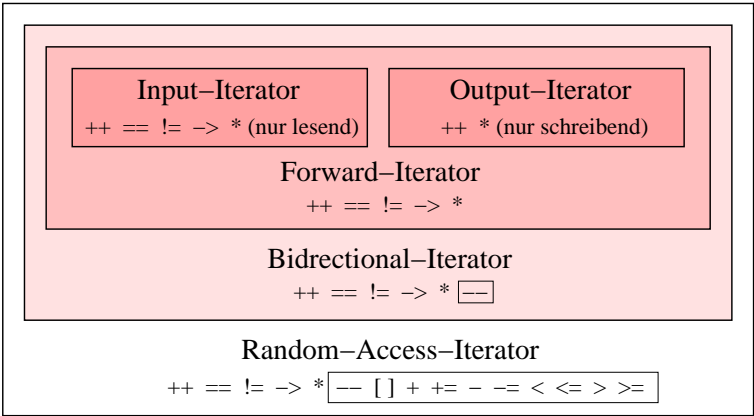 Input−Iterator
++ == != −> * (nur lesend)
Output−Iterator
++ * (nur schreibend)
Forward−Iterator
++ == != −> *
Bidrectional−Iterator
++ == != −> * −−
Random−Access−Iterator
++ == != −> * −− [ ] + += − −= < <= > >=